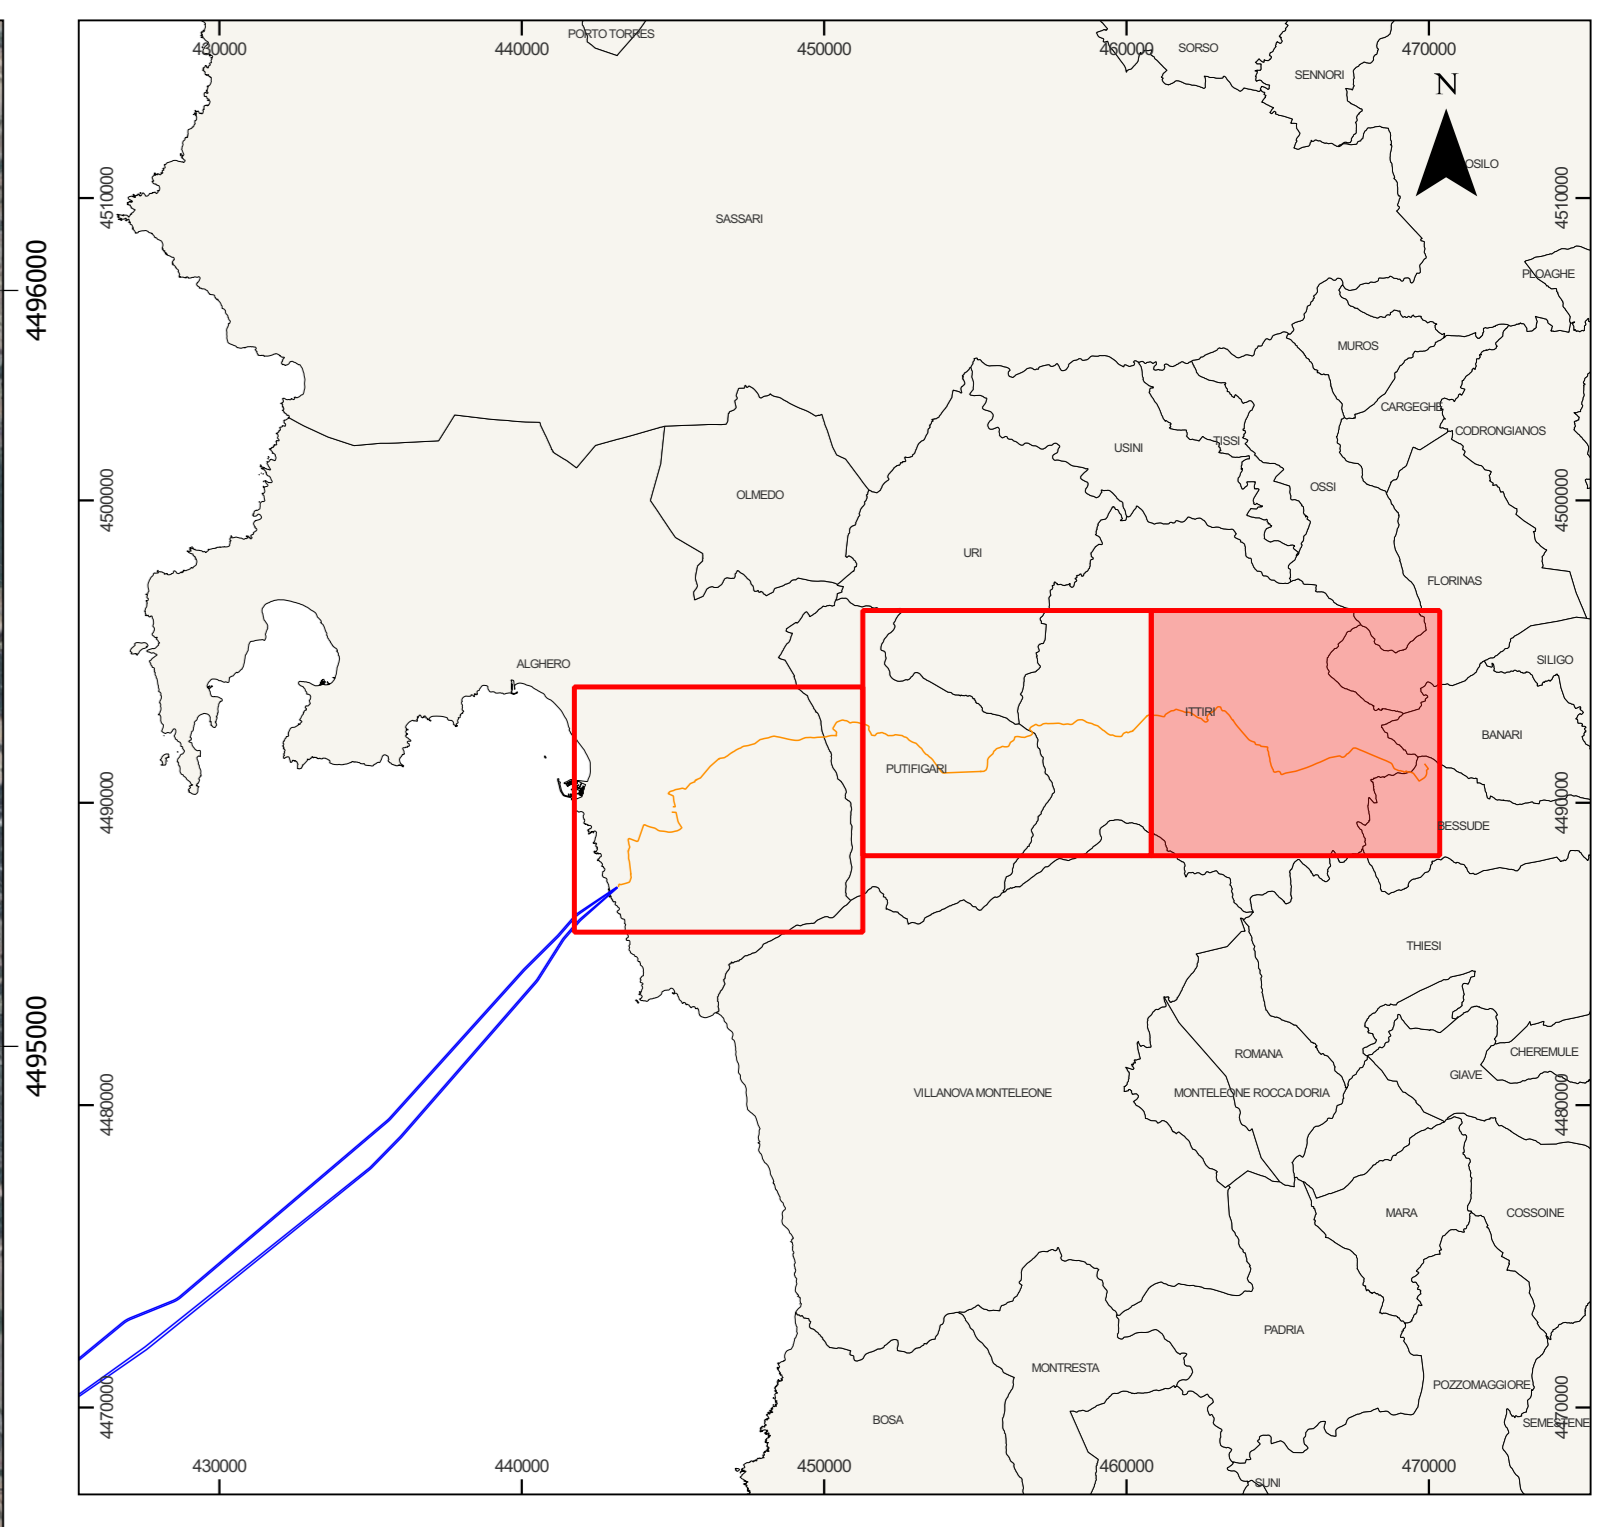 PORTO TORRES
430000
440000
450000
460000
470000
SORSO
SENNORI
N
OSILO
4510000
4510000
SASSARI
4496000
PLOAGHE
MUROS
CARGEGHE
CODRONGIANOS
TISSI
USINI
OSSI
OLMEDO
4500000
4500000
URI
FLORINAS
SILIGO
ALGHERO
ITTIRI
BANARI
PUTIFIGARI
4490000
4490000
BESSUDE
THIESI
4495000
ROMANA
CHEREMULE
GIAVE
VILLANOVA MONTELEONE
MONTELEONE ROCCA DORIA
4480000
4480000
MARA
COSSOINE
PADRIA
MONTRESTA
POZZOMAGGIORE
4470000
4470000
BOSA
SEMESTENE
430000
440000
450000
460000
470000
SUNI